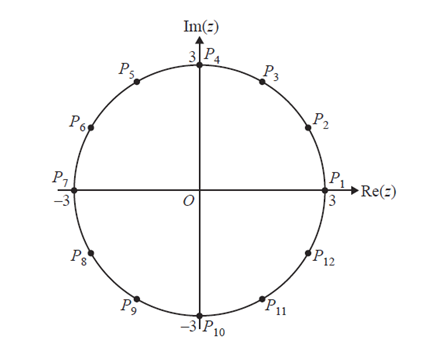 Im(z)
3 P₄
P₅ P₃
P₆ P₂
P₇ P₁
Re(z)
−3 O 3
P₈ P₁₂
P₉ P₁₁
−3 P₁₀